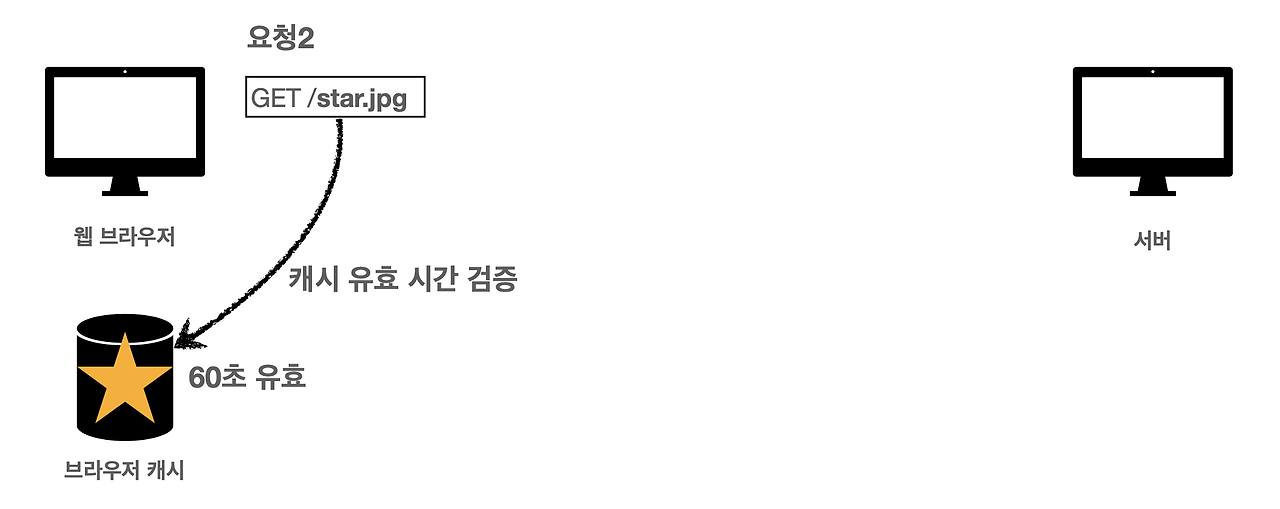 요청2
GET /star.jpg
웹 브라우저
서버
캐시 유효 시간 검증
60초 유효
브라우저 캐시